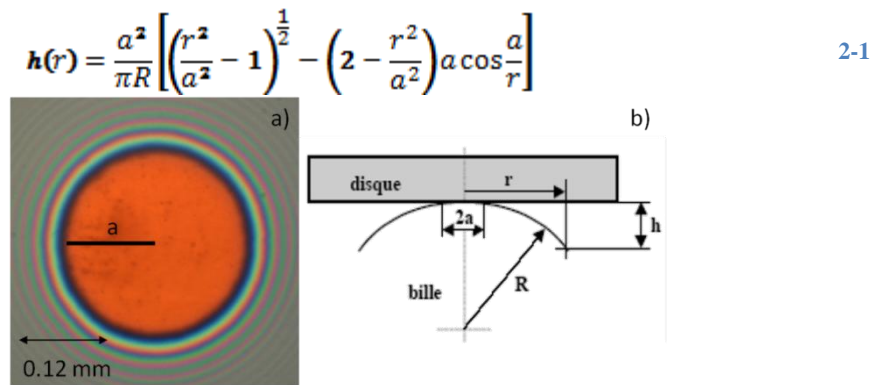 h(r) = a²/πR [(r²/a² − 1)^½ − (2 − r²/a²) a cos a/r]
2-1
a)
b)
disque
r
a
2a
h
R
bille
0.12 mm